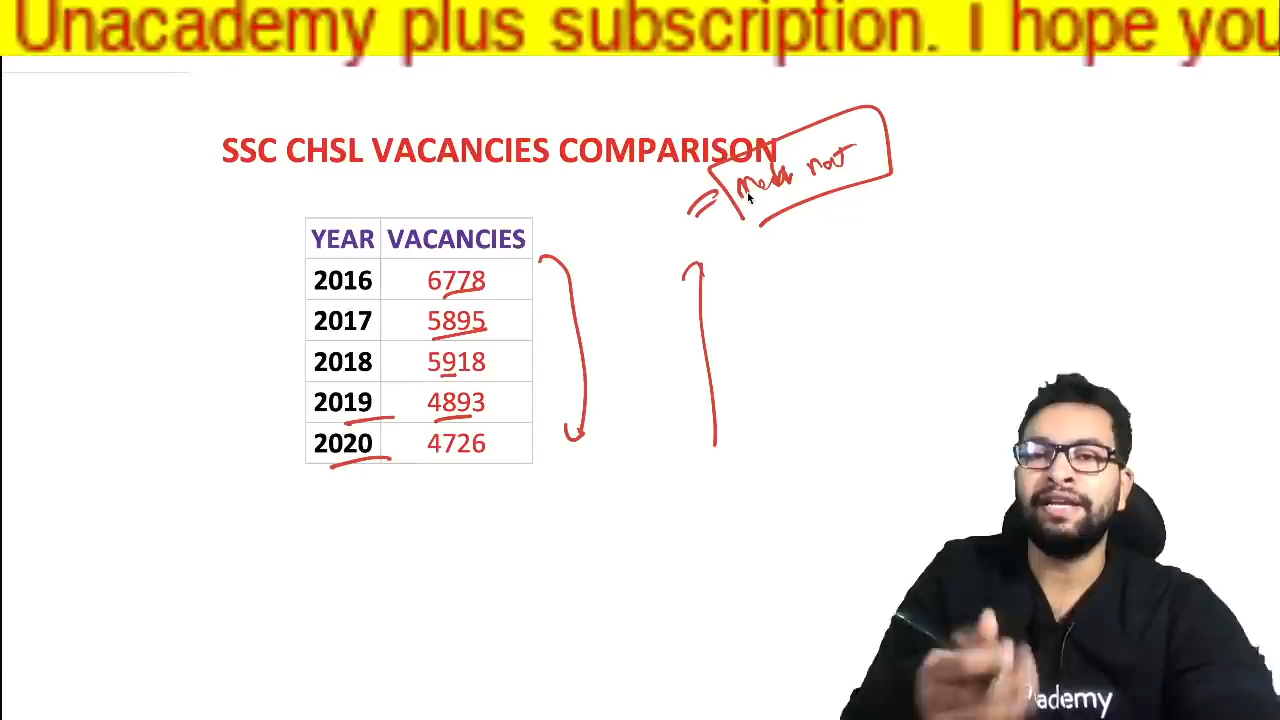 Unacademy plus subscription. I hope you
SSC CHSL VACANCIES COMPARISON
YEAR VACANCIES
2016 6778
2017 5895
2018 5918
2019 4893
2020 4726
ademy